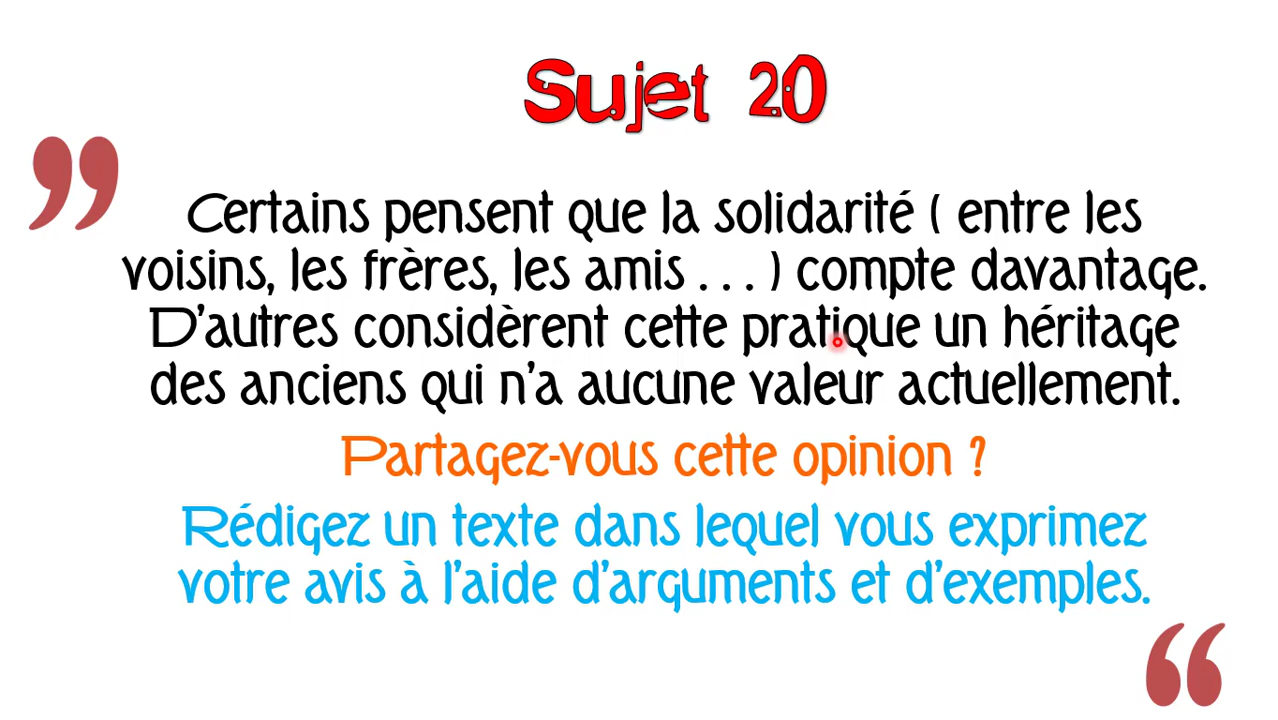 Sujet 20
”
Certains pensent que la solidarité ( entre les
voisins, les frères, les amis . . . ) compte davantage.
D’autres considèrent cette pratique un héritage
des anciens qui n’a aucune valeur actuellement.
Partagez-vous cette opinion ?
Rédigez un texte dans lequel vous exprimez
votre avis à l’aide d’arguments et d’exemples.
“